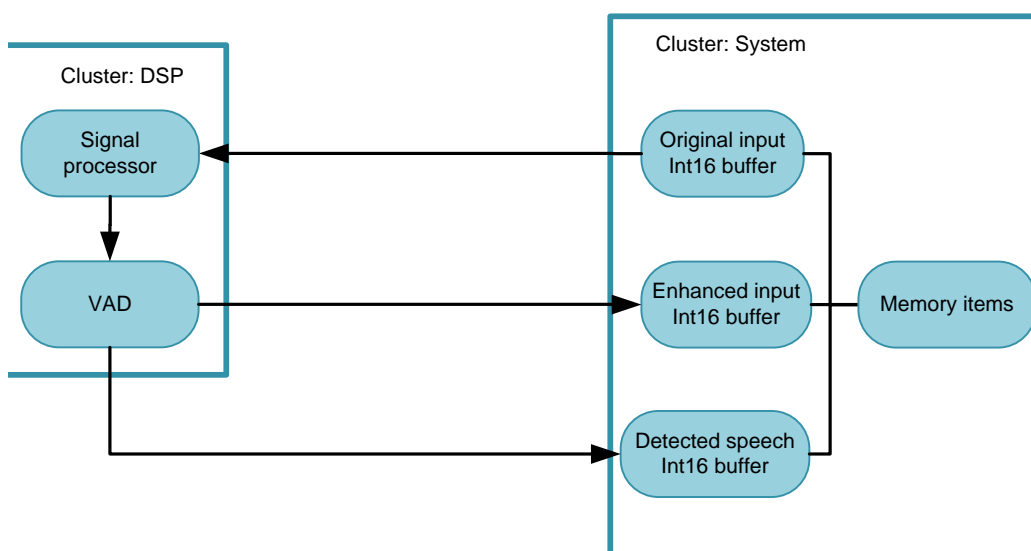 Cluster: DSP
Signal
processor
VAD
Cluster: System
Original input
Int16 buffer
Enhanced input
Int16 buffer
Memory items
Detected speech
Int16 buffer